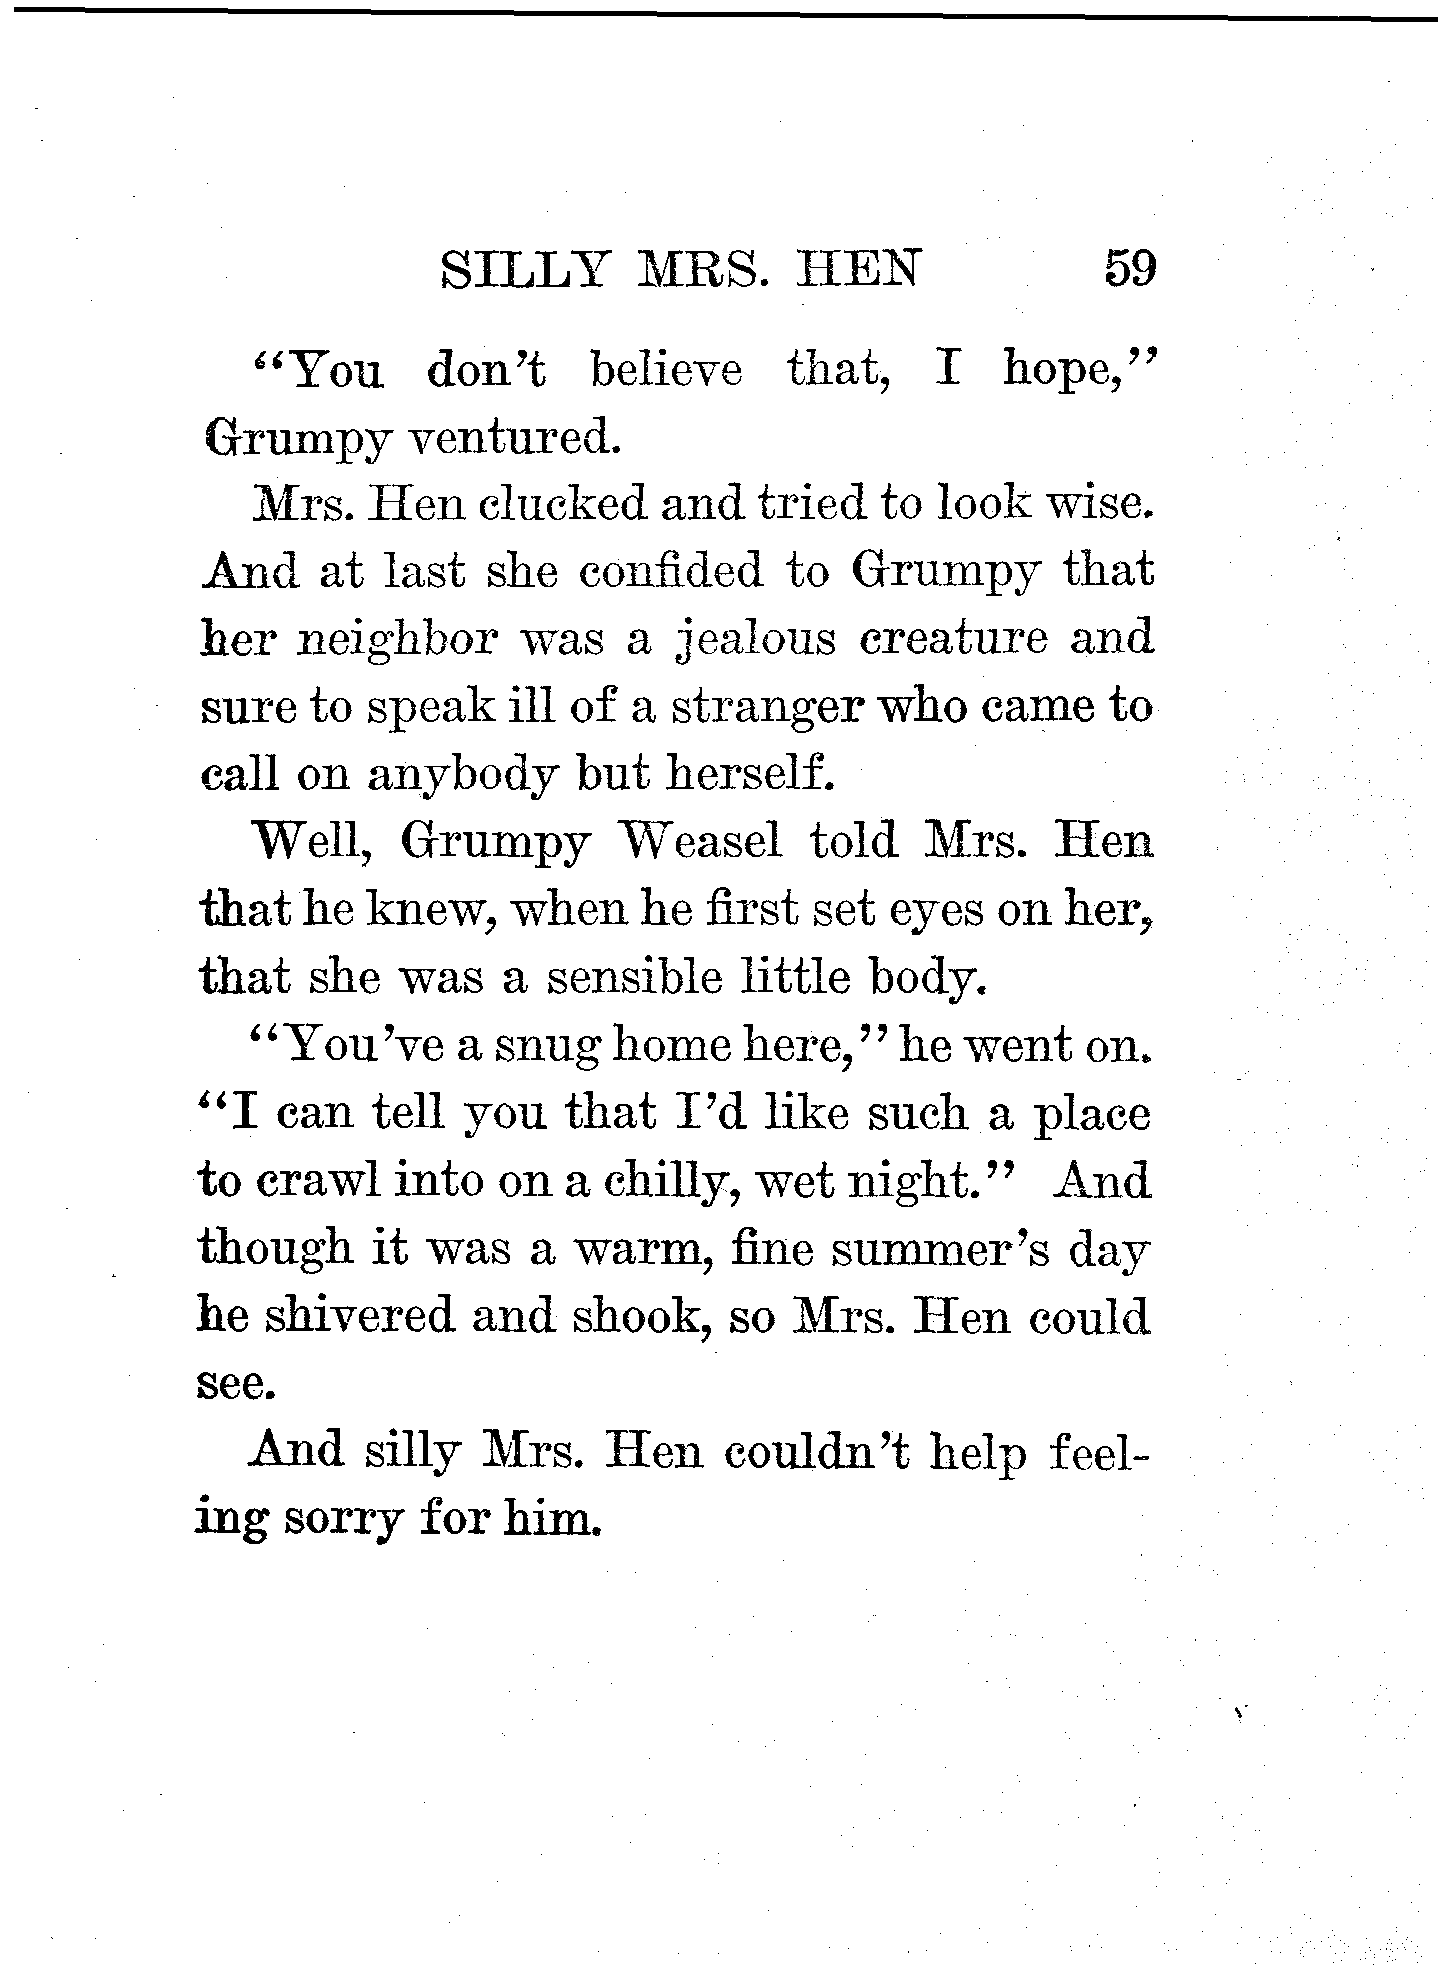 SILLY MRS. HEN 59
“You don’t believe that, I hope,”
Grumpy ventured.
Mrs. Hen clucked and tried to look wise.
And at last she confided to Grumpy that
her neighbor was a jealous creature and
sure to speak ill of a stranger who came to
call on anybody but herself.
Well, Grumpy Weasel told Mrs. Hen
that he knew, when he first set eyes on her,
that she was a sensible little body.
“You’ve a snug home here,” he went on.
“I can tell you that I’d like such a place
to crawl into on a chilly, wet night.” And
though it was a warm, fine summer’s day
he shivered and shook, so Mrs. Hen could
see.
And silly Mrs. Hen couldn’t help feel-
ing sorry for him.